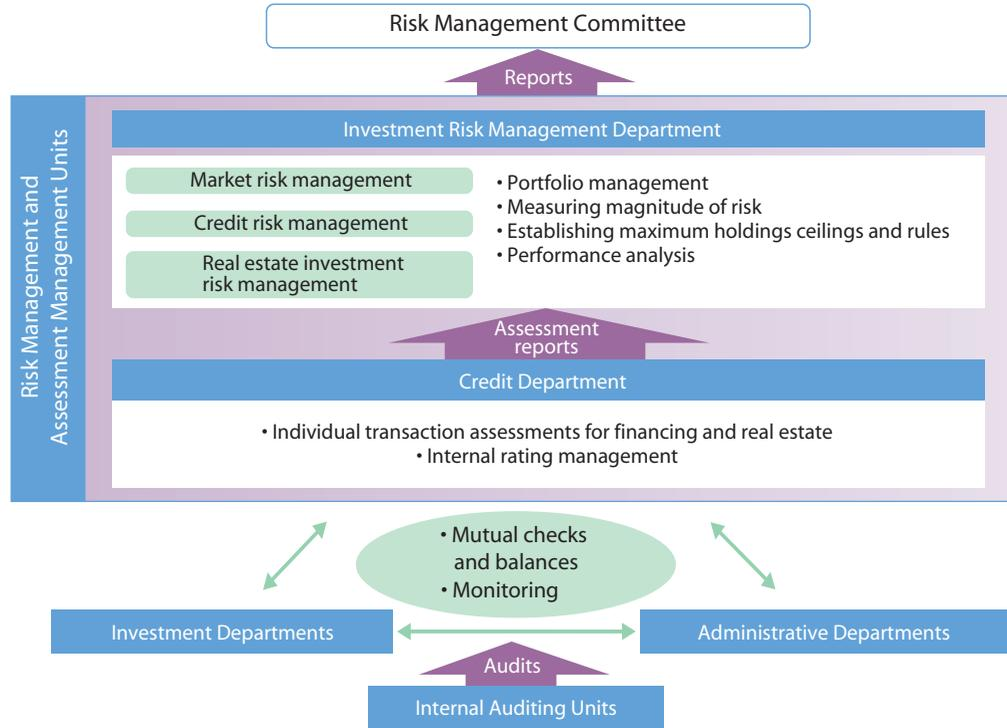 Risk Management Committee
Reports
Risk Management and
Assessment Management Units
Investment Risk Management Department
Market risk management
Credit risk management
Real estate investment
risk management
• Portfolio management
• Measuring magnitude of risk
• Establishing maximum holdings ceilings and rules
• Performance analysis
Assessment
reports
Credit Department
• Individual transaction assessments for financing and real estate
• Internal rating management
• Mutual checks
and balances
• Monitoring
Investment Departments
Administrative Departments
Audits
Internal Auditing Units